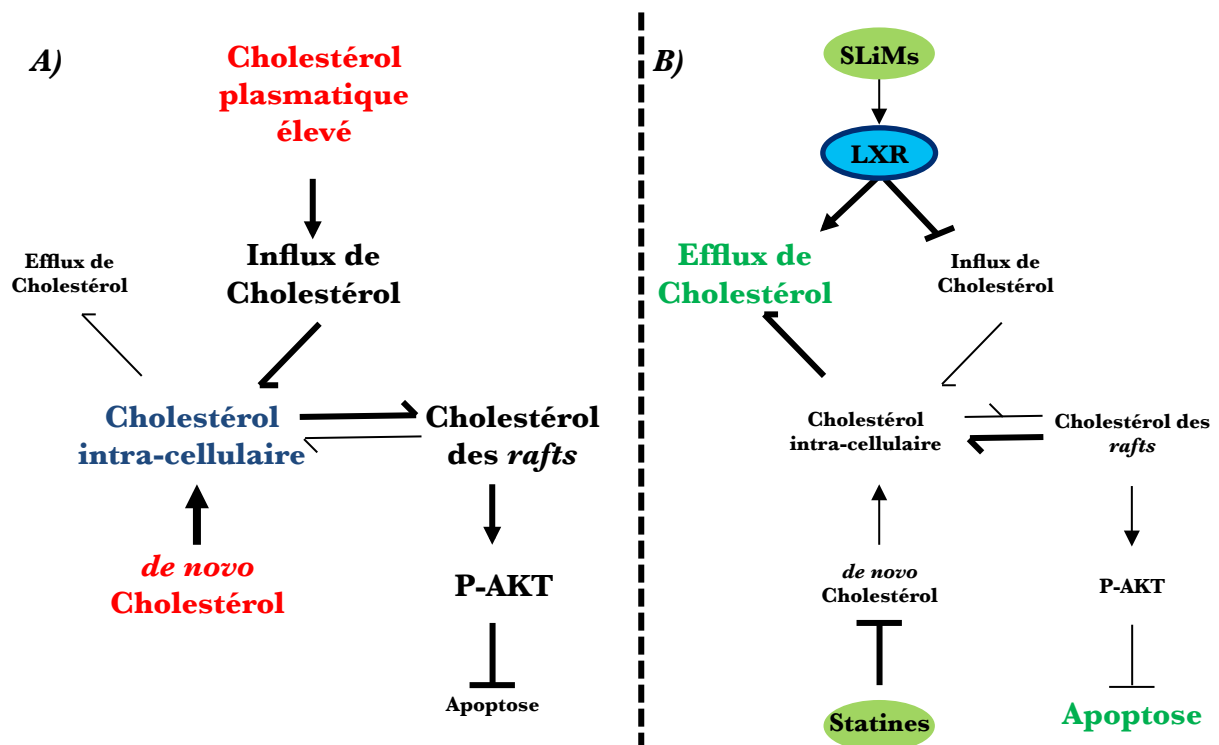 A)
Cholestérol
plasmatique
élevé
Efflux de
Cholestérol
Influx de
Cholestérol
Cholestérol
intra-cellulaire
Cholestérol
des rafts
de novo
Cholestérol
P-AKT
Apoptose
B)
SLiMs
LXR
Efflux de
Cholestérol
Influx de
Cholestérol
Cholestérol
intra-cellulaire
Cholestérol des
rafts
de novo
Cholestérol
P-AKT
Statines
Apoptose